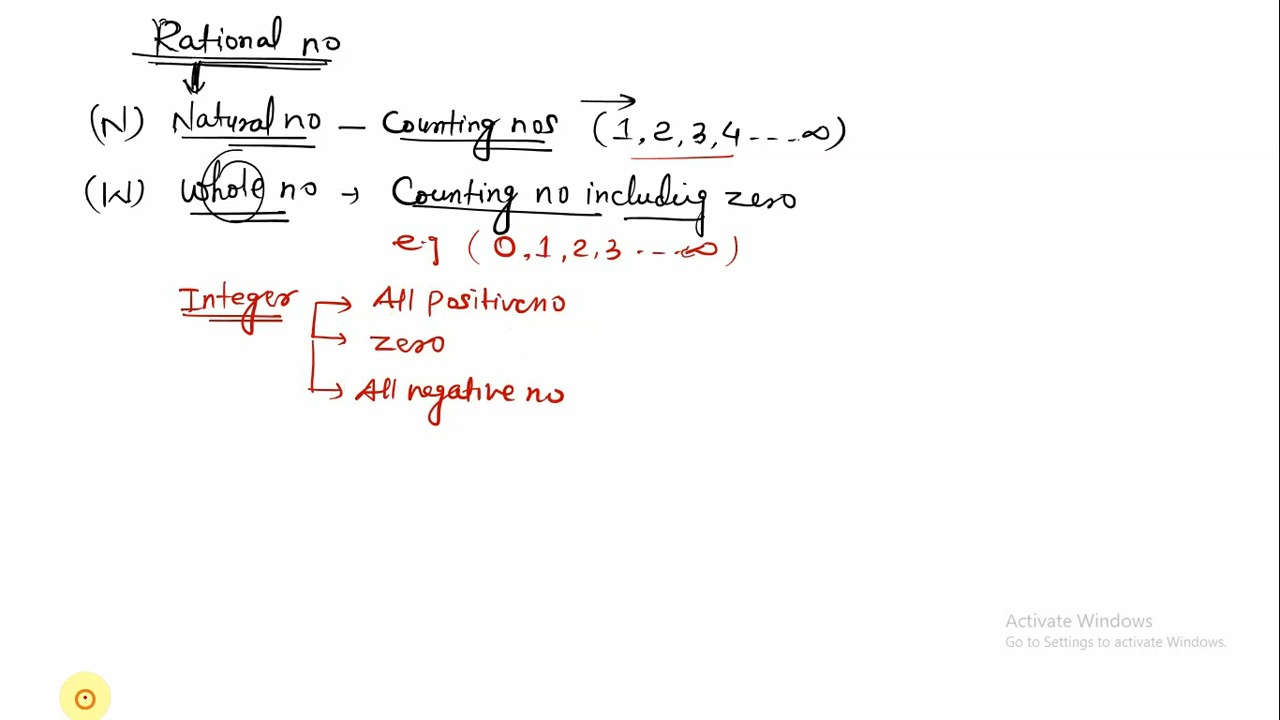 Rational no
(N) Natural no – Counting nos (1,2,3,4 - - - . ∞)
(W) whole no → Counting no including zero
eg (0,1,2,3 . - - . ∞)
Integer → All positive no
→ zero
→ All negative no
Activate Windows
Go to Settings to activate Windows.